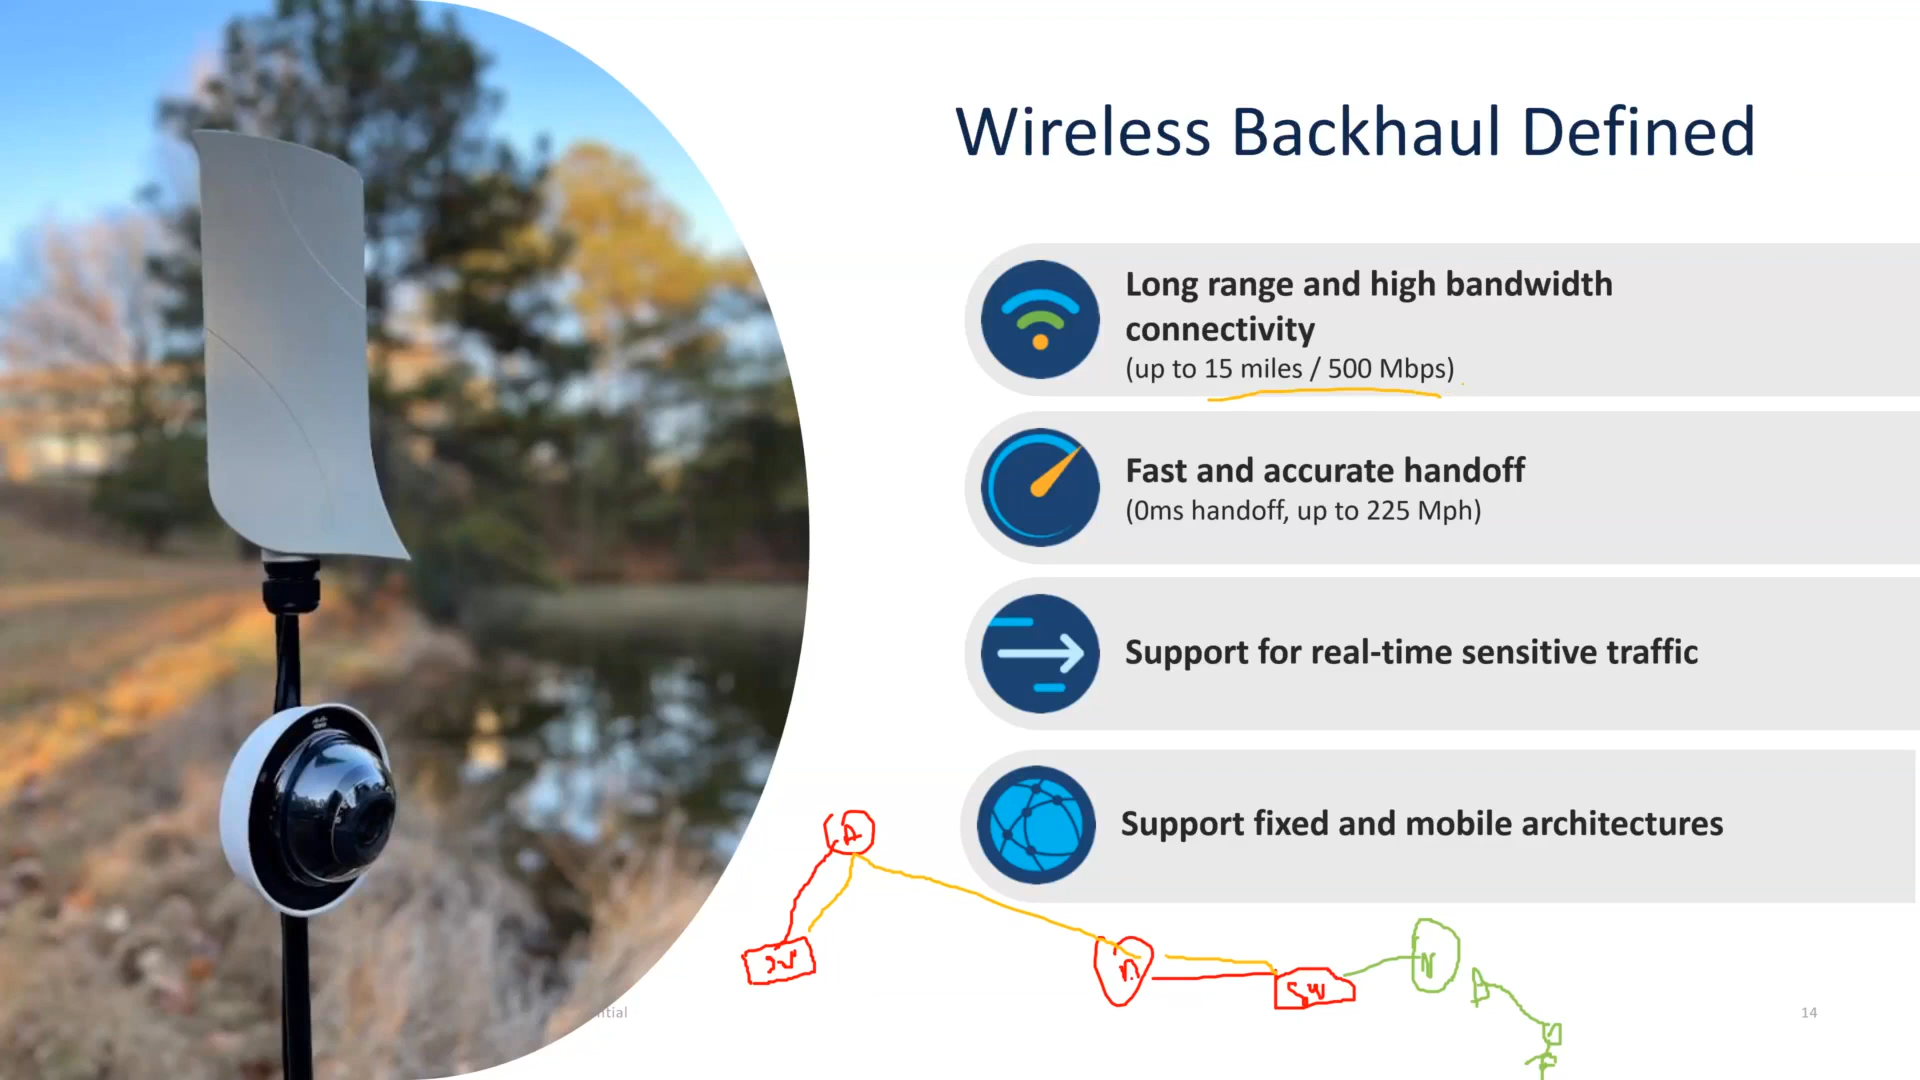 Wireless Backhaul Defined
Long range and high bandwidth
connectivity
(up to 15 miles / 500 Mbps)
Fast and accurate handoff
(0ms handoff, up to 225 Mph)
Support for real-time sensitive traffic
Support fixed and mobile architectures
SW
14